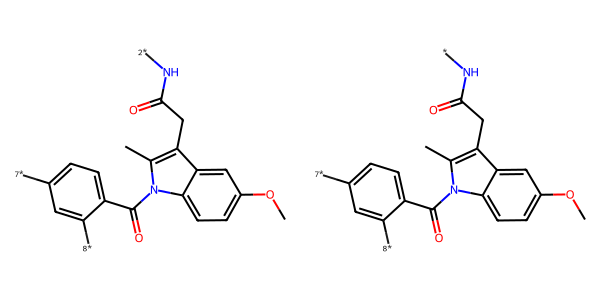 2* *
NH NH
O O
7* N O 7* N O
O O
8* 8*